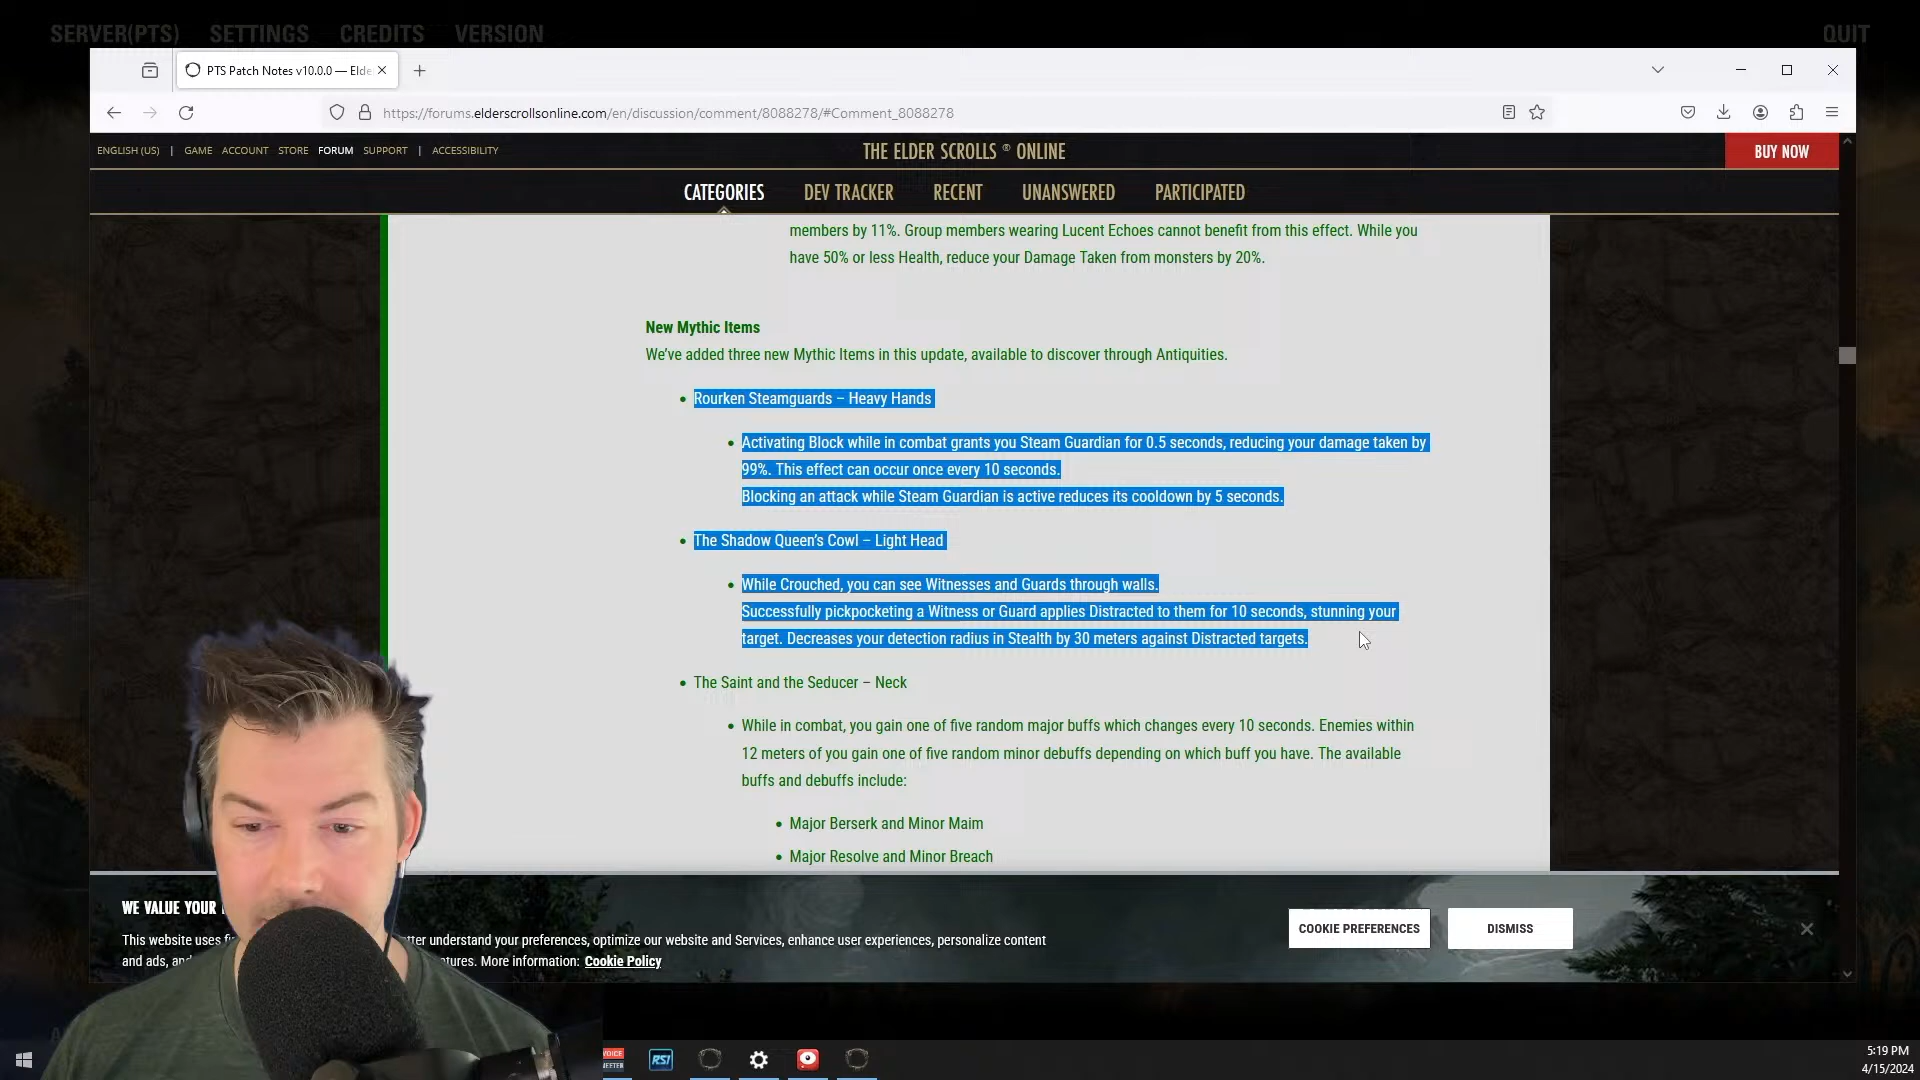 SERVER(PTS) SETTINGS CREDITS VERSION QUIT
PTS Patch Notes v10.0.0 — Elde
https://forums.elderscrollsonline.com/en/discussion/comment/8088278/#Comment_8088278
ENGLISH (US) | GAME ACCOUNT STORE FORUM SUPPORT | ACCESSIBILITY
THE ELDER SCROLLS ® ONLINE
BUY NOW
CATEGORIES DEV TRACKER RECENT UNANSWERED PARTICIPATED
members by 11%. Group members wearing Lucent Echoes cannot benefit from this effect. While you
have 50% or less Health, reduce your Damage Taken from monsters by 20%.
New Mythic Items
We've added three new Mythic Items in this update, available to discover through Antiquities.
• Rourken Steamguards – Heavy Hands
• Activating Block while in combat grants you Steam Guardian for 0.5 seconds, reducing your damage taken by
99%. This effect can occur once every 10 seconds.
Blocking an attack while Steam Guardian is active reduces its cooldown by 5 seconds.
• The Shadow Queen's Cowl – Light Head
• While Crouched, you can see Witnesses and Guards through walls.
Successfully pickpocketing a Witness or Guard applies Distracted to them for 10 seconds, stunning your
target. Decreases your detection radius in Stealth by 30 meters against Distracted targets.
• The Saint and the Seducer – Neck
• While in combat, you gain one of five random major buffs which changes every 10 seconds. Enemies within
12 meters of you gain one of five random minor debuffs depending on which buff you have. The available
buffs and debuffs include:
• Major Berserk and Minor Maim
• Major Resolve and Minor Breach
WE VALUE YOUR
This website uses
tter understand your preferences, optimize our website and Services, enhance user experiences, personalize content
and ads, an
tures. More information: Cookie Policy
COOKIE PREFERENCES
DISMISS
VOICE
MEETER
RSI
5:19 PM
4/15/2024